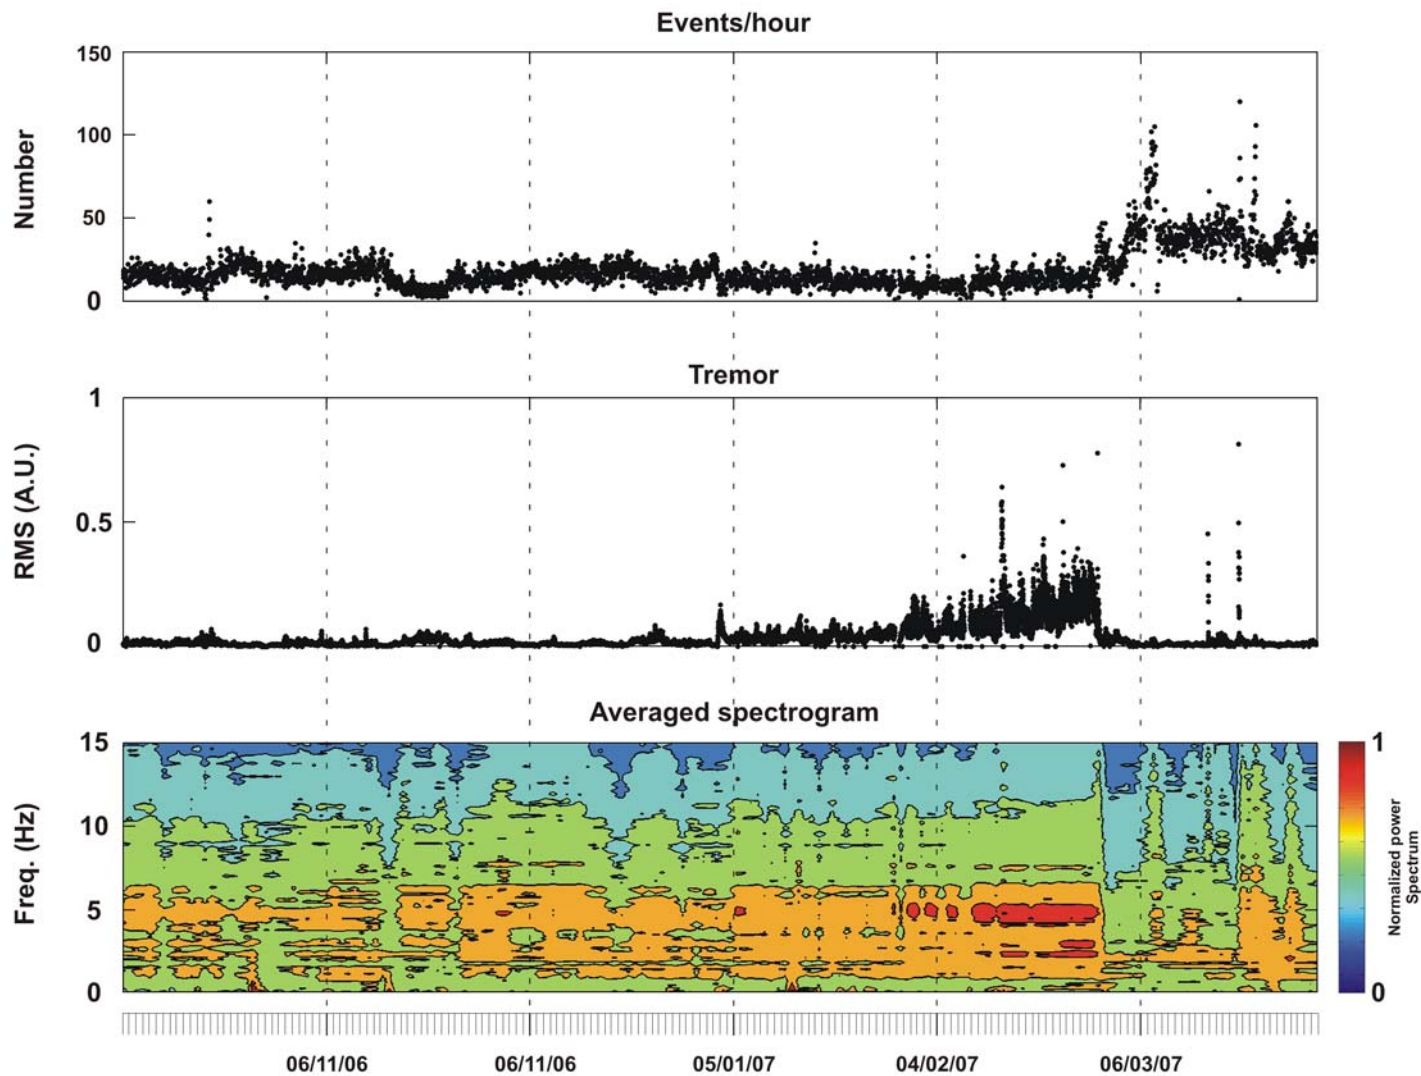 Events/hour
150
100
50
0
Number
Tremor
1
0.5
0
RMS (A.U.)
Averaged spectrogram
15
10
5
0
Freq. (Hz)
1
0
Normalized power
Spectrum
06/11/06
06/11/06
05/01/07
04/02/07
06/03/07